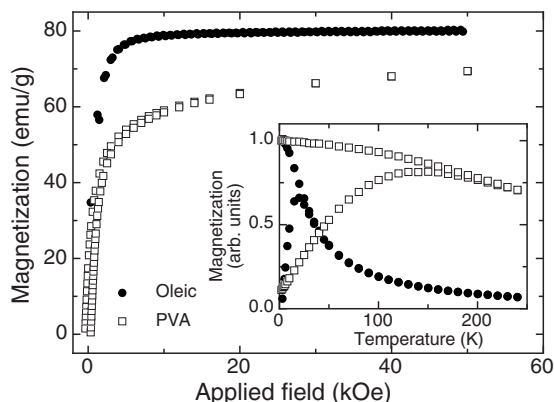 80
60
40
20
0
Magnetization (emu/g)
Oleic
PVA
0
20
40
60
Applied field (kOe)
1.0
0.5
0.0
Magnetization
(arb. units)
0
100
200
Temperature (K)